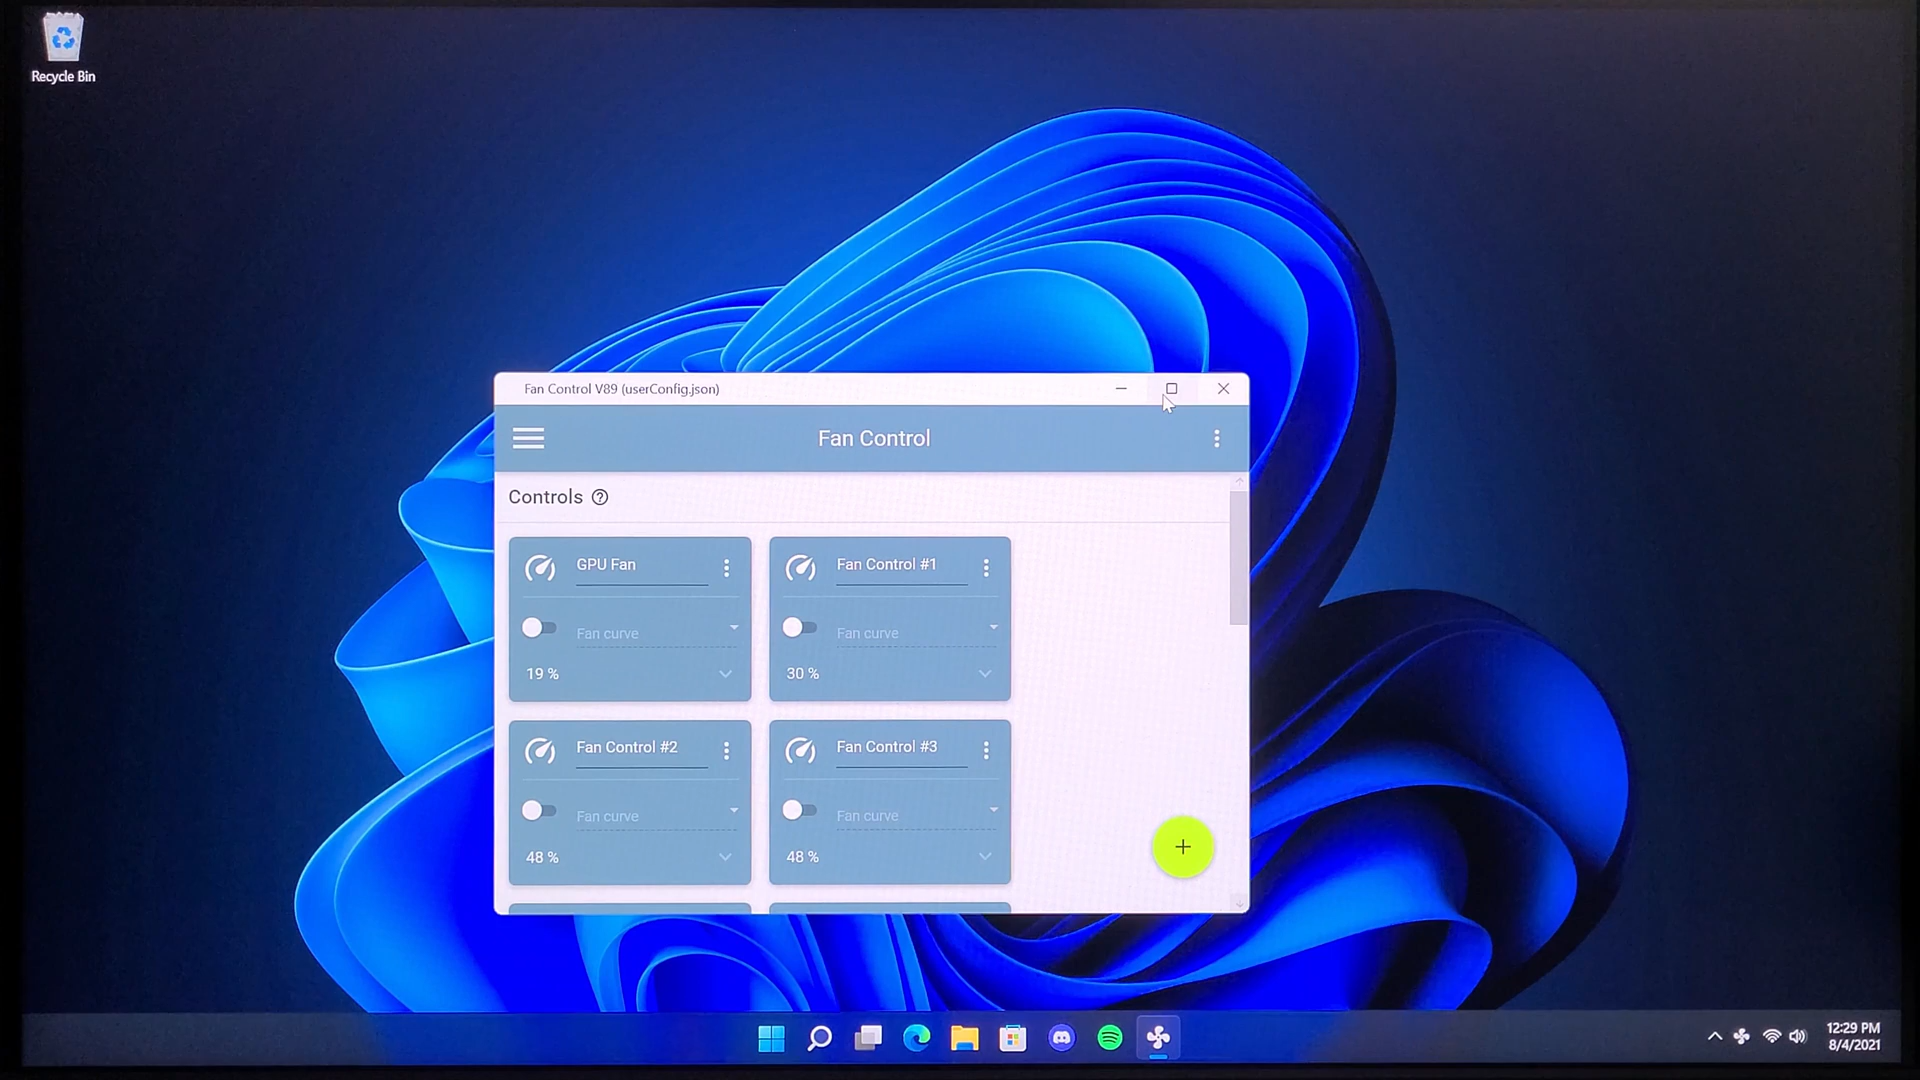 Recycle Bin
Fan Control V89 (userConfig.json)
Fan Control
Controls
GPU Fan
Fan curve
19 %
Fan Control #1
Fan curve
30 %
Fan Control #2
Fan curve
48 %
Fan Control #3
Fan curve
48 %
12:29 PM
8/4/2021